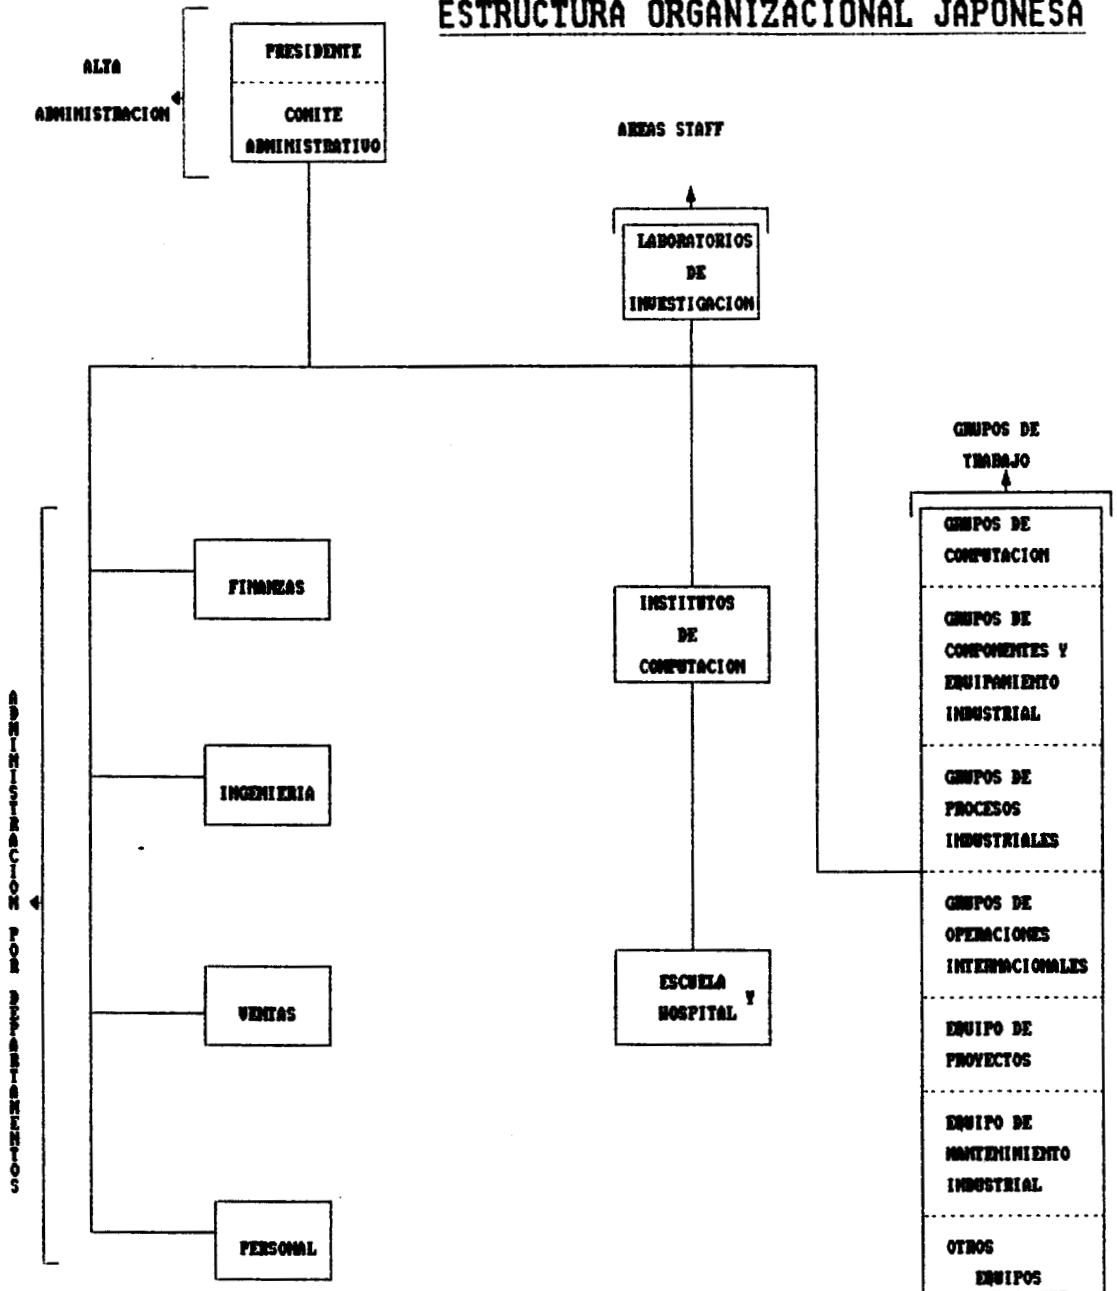 ESTRUCTURA ORGANIZACIONAL JAPONESA
ALTA
ADMINISTRACION
PRESIDENTE
COMITE
ADMINISTRATIVO
AREAS STAFF
LABORATORIOS
DE
INVESTIGACION
INSTITUTOS
DE
COMPUTACION
ESCUELA
Y
HOSPITAL
ADMINISTRACION POR DEPARTAMENTOS
FINANZAS
INGENIERIA
VENTAS
PERSONAL
GRUPOS DE
TRABAJO
GRUPOS DE
COMPUTACION
GRUPOS DE
COMPONENTES Y
EQUIPAMIENTO
INDUSTRIAL
GRUPOS DE
PROCESOS
INDUSTRIALES
GRUPOS DE
OPERACIONES
INTERNACIONALES
EQUIPO DE
PROYECTOS
EQUIPO DE
MANTENIMIENTO
INDUSTRIAL
OTROS
EQUIPOS